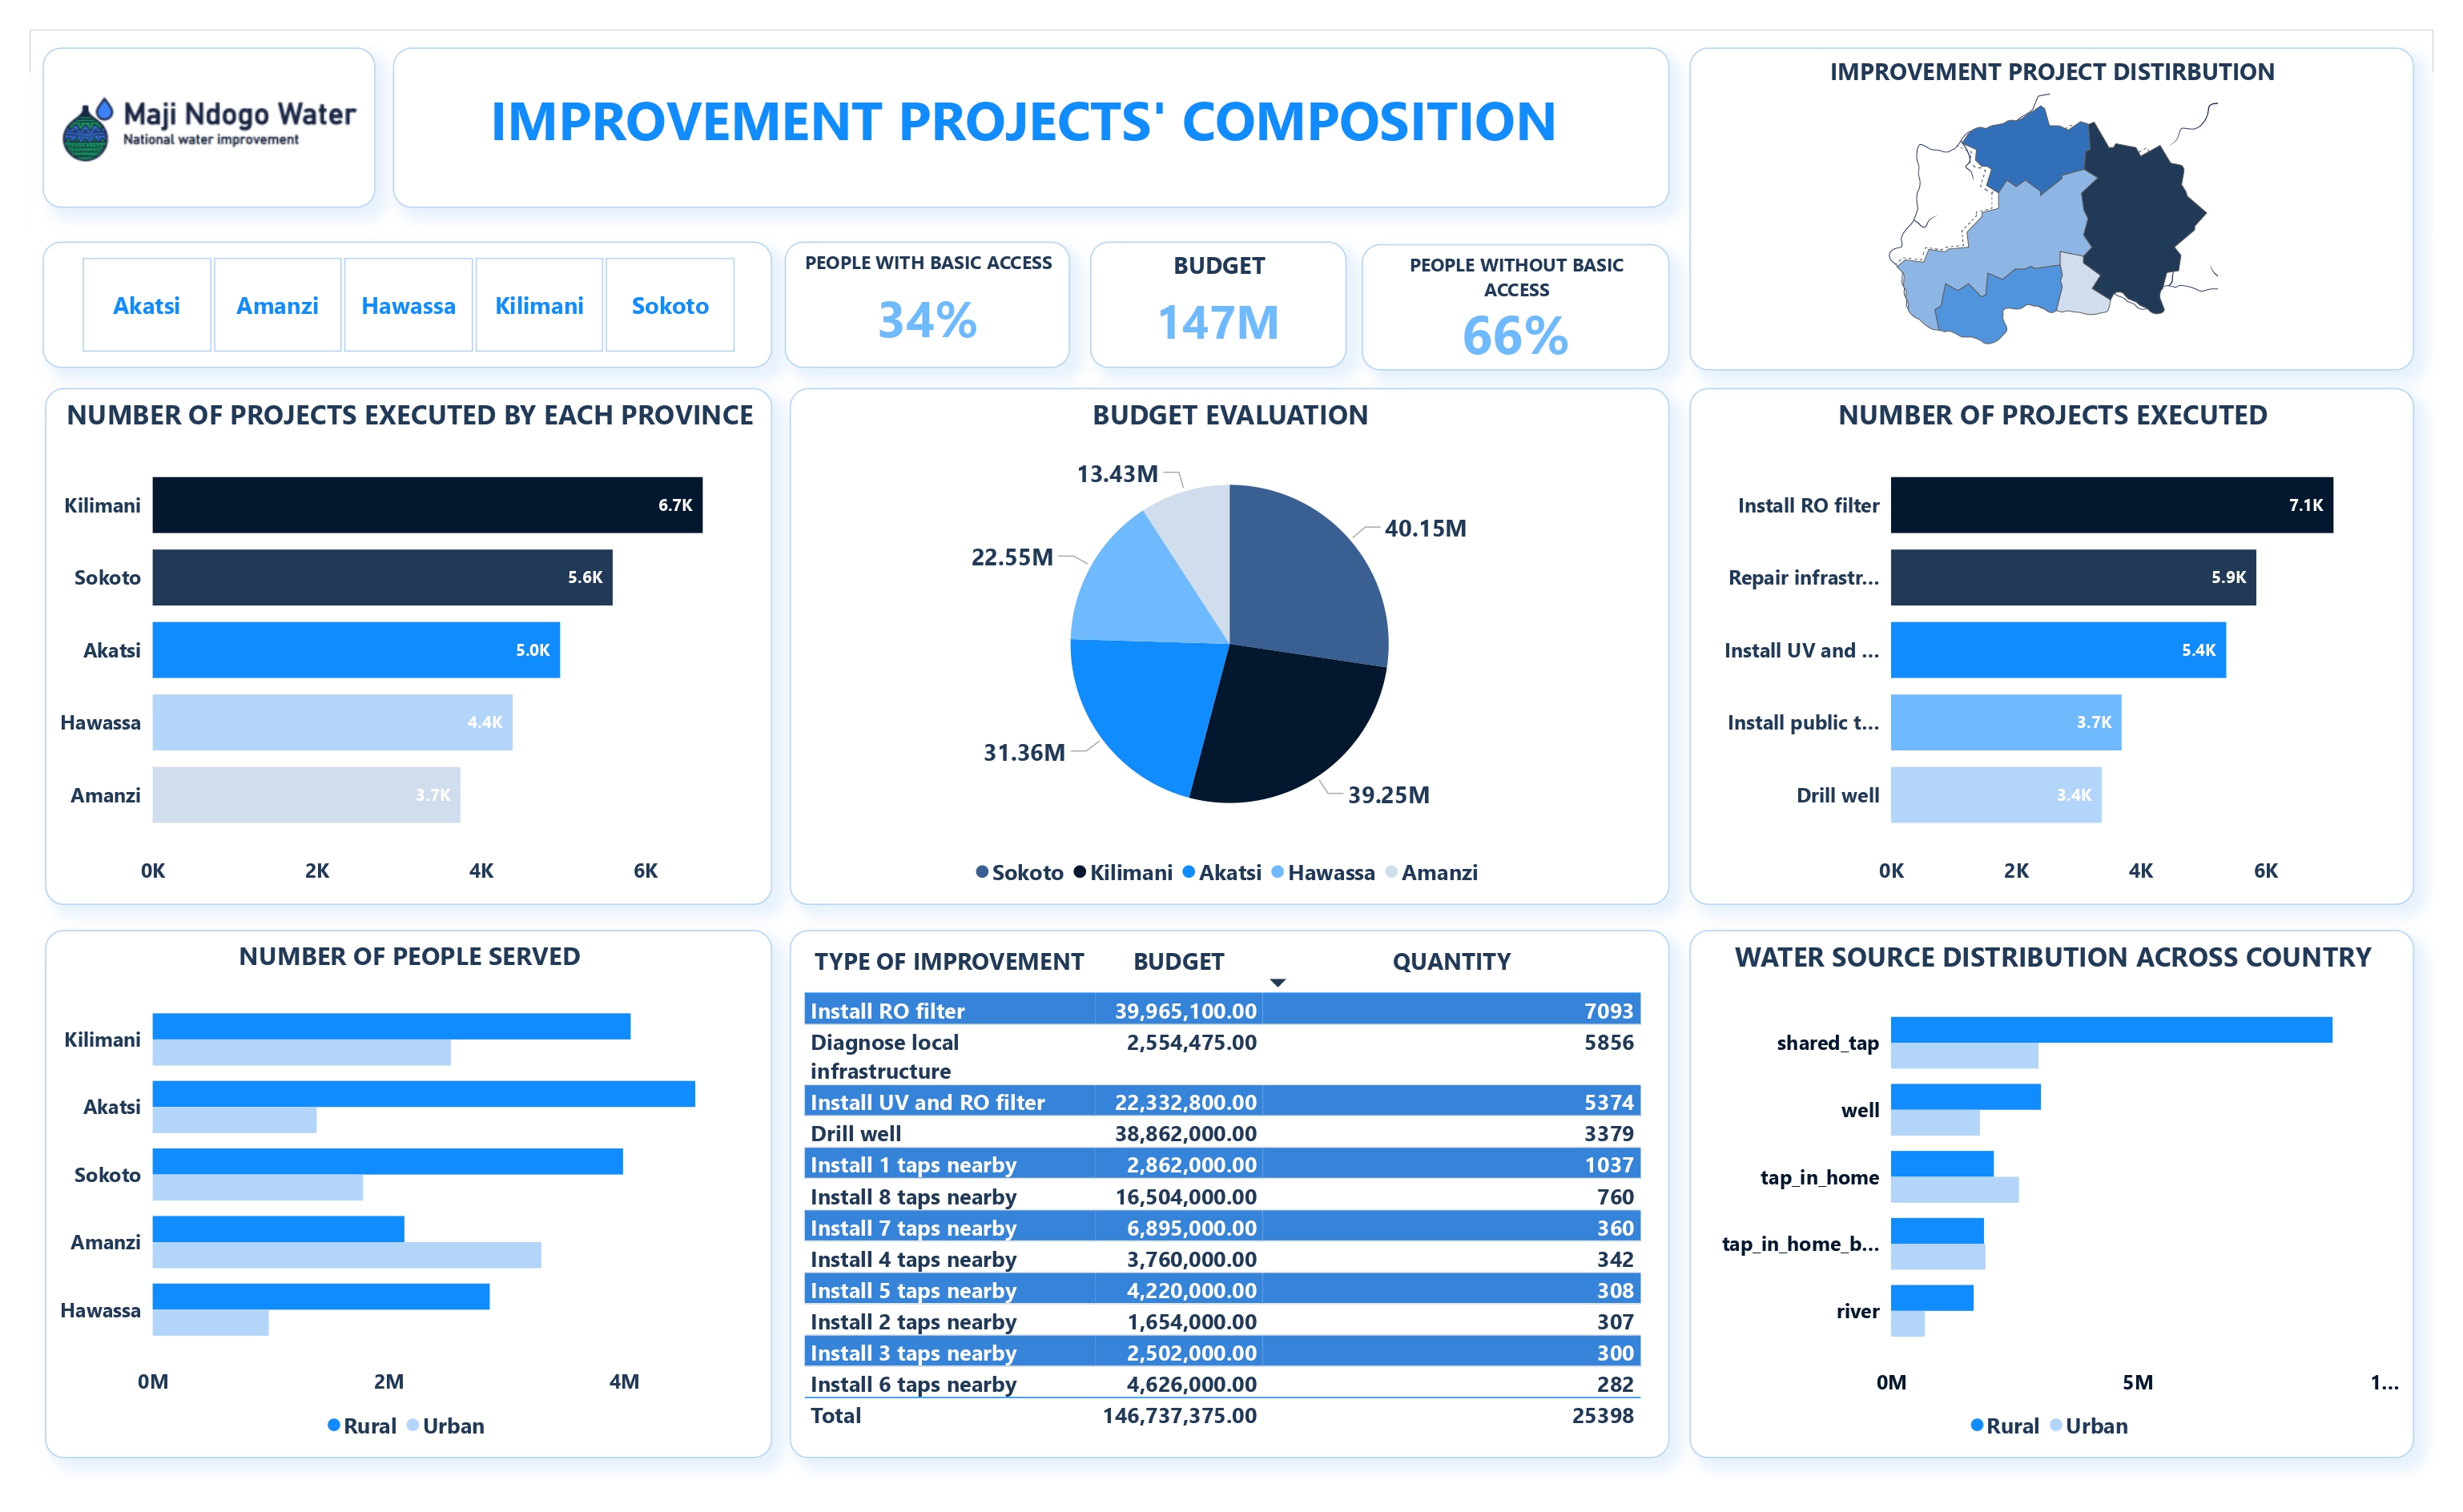 Maji Ndogo Water
National water improvement
IMPROVEMENT PROJECTS' COMPOSITION
IMPROVEMENT PROJECT DISTIRBUTION
Akatsi
Amanzi
Hawassa
Kilimani
Sokoto
PEOPLE WITH BASIC ACCESS
34%
BUDGET
147M
PEOPLE WITHOUT BASIC
ACCESS
66%
NUMBER OF PROJECTS EXECUTED BY EACH PROVINCE
Kilimani 6.7K
Sokoto 5.6K
Akatsi 5.0K
Hawassa 4.4K
Amanzi 3.7K
0K 2K 4K 6K
BUDGET EVALUATION
13.43M
40.15M
22.55M
31.36M
39.25M
Sokoto Kilimani Akatsi Hawassa Amanzi
NUMBER OF PROJECTS EXECUTED
Install RO filter 7.1K
Repair infrastr... 5.9K
Install UV and ... 5.4K
Install public t... 3.7K
Drill well 3.4K
0K 2K 4K 6K
NUMBER OF PEOPLE SERVED
Kilimani
Akatsi
Sokoto
Amanzi
Hawassa
0M 2M 4M
Rural Urban
TYPE OF IMPROVEMENT BUDGET QUANTITY
Install RO filter 39,965,100.00 7093
Diagnose local 2,554,475.00 5856
infrastructure
Install UV and RO filter 22,332,800.00 5374
Drill well 38,862,000.00 3379
Install 1 taps nearby 2,862,000.00 1037
Install 8 taps nearby 16,504,000.00 760
Install 7 taps nearby 6,895,000.00 360
Install 4 taps nearby 3,760,000.00 342
Install 5 taps nearby 4,220,000.00 308
Install 2 taps nearby 1,654,000.00 307
Install 3 taps nearby 2,502,000.00 300
Install 6 taps nearby 4,626,000.00 282
Total 146,737,375.00 25398
WATER SOURCE DISTRIBUTION ACROSS COUNTRY
shared_tap
well
tap_in_home
tap_in_home_b...
river
0M 5M 1...
Rural Urban